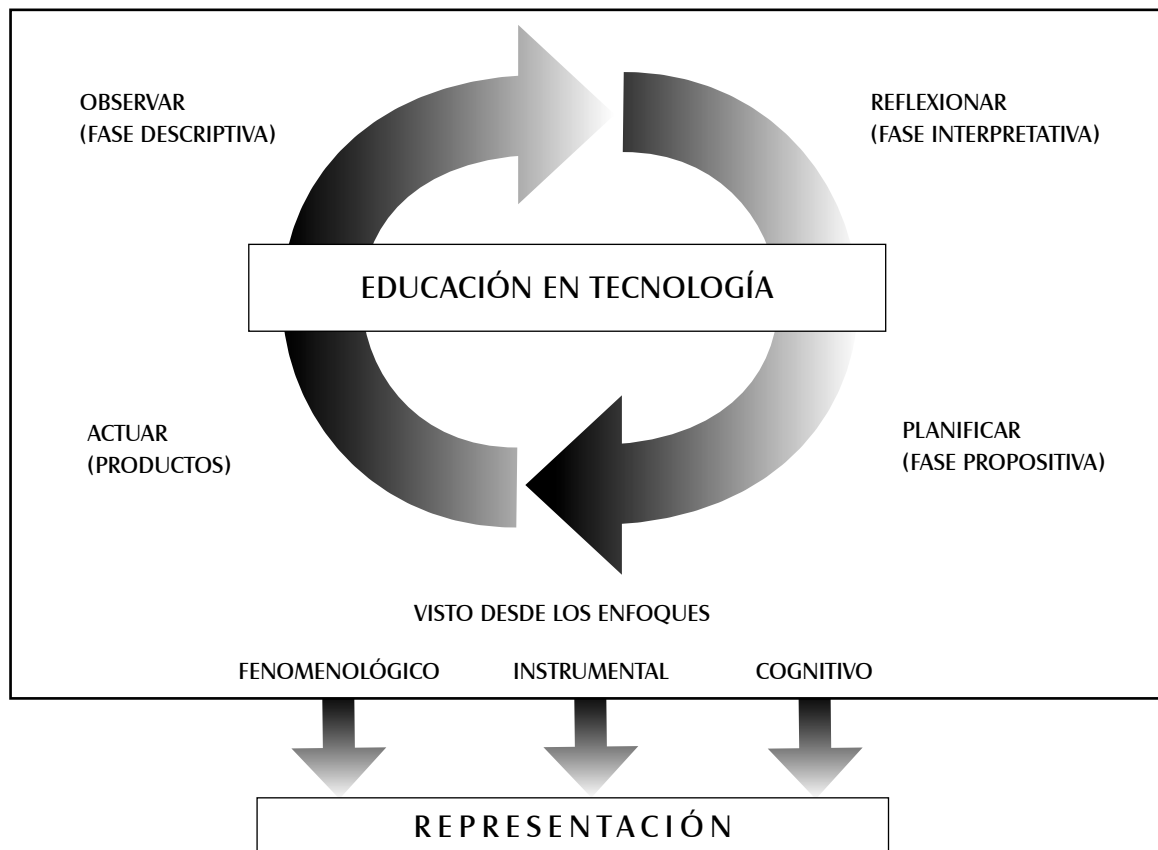 OBSERVAR
(FASE DESCRIPTIVA)
REFLEXIONAR
(FASE INTERPRETATIVA)
EDUCACIÓN EN TECNOLOGÍA
ACTUAR
(PRODUCTOS)
PLANIFICAR
(FASE PROPOSITIVA)
VISTO DESDE LOS ENFOQUES
FENOMENOLÓGICO INSTRUMENTAL COGNITIVO
REPRESENTACIÓN